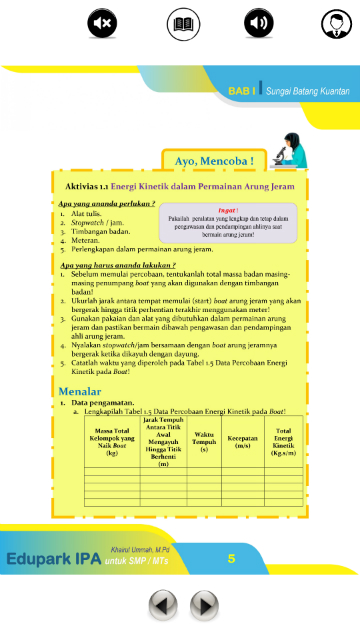 BAB I Sungai Batang Kuantan
Ayo, Mencoba !
Aktivias 1.1 Energi Kinetik dalam Permainan Arung Jeram
Apa yang ananda perlukan ?
1. Alat tulis.
2. Stopwatch / jam.
3. Timbangan badan.
4. Meteran.
5. Perlengkapan dalam permainan arung jeram.
Ingat !
Pakailah peralatan yang lengkap dan tetap dalam
pengawasan dan pendampingan ahlinya saat
bermain arung jeram!
Apa yang harus ananda lakukan ?
1. Sebelum memulai percobaan, tentukanlah total massa badan masing-
masing penumpang boat yang akan digunakan dengan timbangan
badan!
2. Ukurlah jarak antara tempat memulai (start) boat arung jeram yang akan
bergerak hingga titik perhentian terakhir menggunakan meter!
3. Gunakan pakaian dan alat yang dibutuhkan dalam permainan arung
jeram dan pastikan bermain dibawah pengawasan dan pendampingan
ahli arung jeram.
4. Nyalakan stopwatch/jam bersamaan dengan boat arung jeramnya
bergerak ketika dikayuh dengan dayung.
5. Catatlah waktu yang diperoleh pada Tabel 1.5 Data Percobaan Energi
Kinetik pada Boat!
Menalar
1. Data pengamatan.
a. Lengkapilah Tabel 1.5 Data Percobaan Energi Kinetik pada Boat!
Massa Total
Kelompok yang
Naik Boat
(kg)
Jarak Tempuh
Antara Titik
Awal
Mengayuh
Hingga Titik
Berhenti
(m)
Waktu
Tempuh
(s)
Kecepatan
(m/s)
Total
Energi
Kinetik
(Kg.s/m)
Khairul Ummah, M.Pd
Edupark IPA untuk SMP / MTs
5